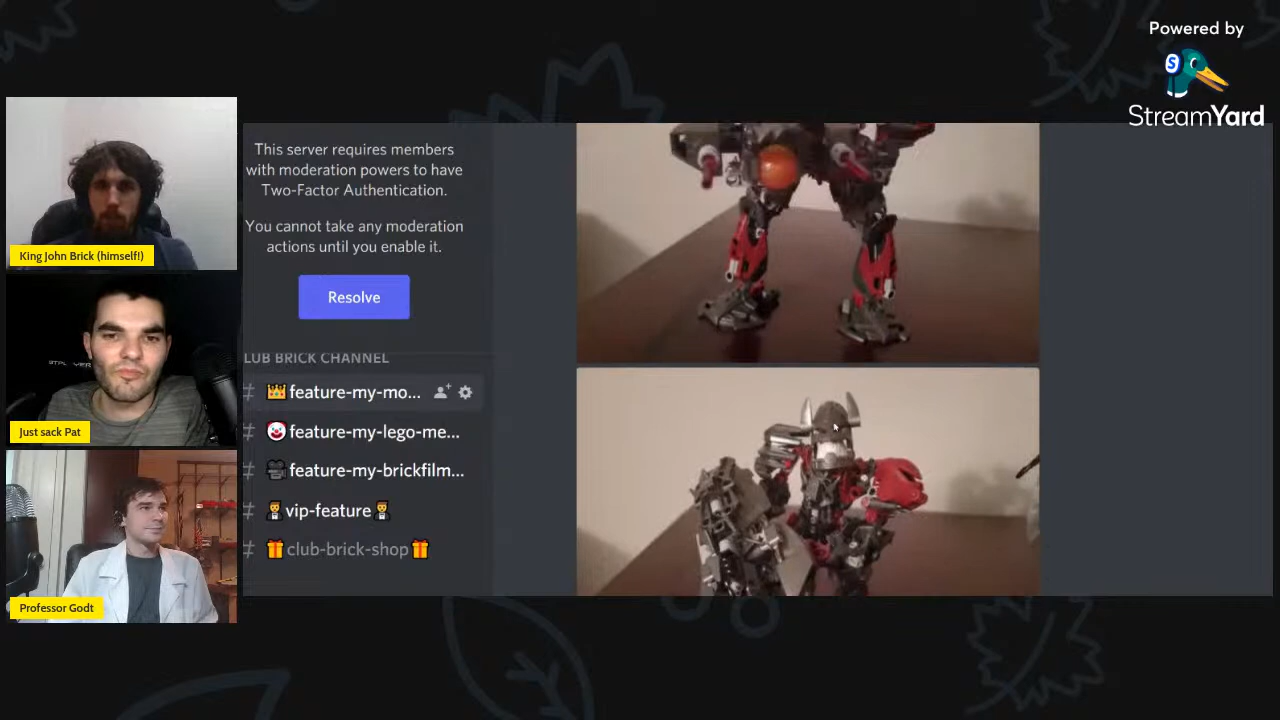 Powered by
S
StreamYard
This server requires members
with moderation powers to have
Two-Factor Authentication.
You cannot take any moderation
actions until you enable it.
Resolve
LUB BRICK CHANNEL
# feature-my-mo...
# feature-my-lego-me...
# feature-my-brickfilm...
# vip-feature
# club-brick-shop
King John Brick (himself!)
Just sack Pat
Professor Godt